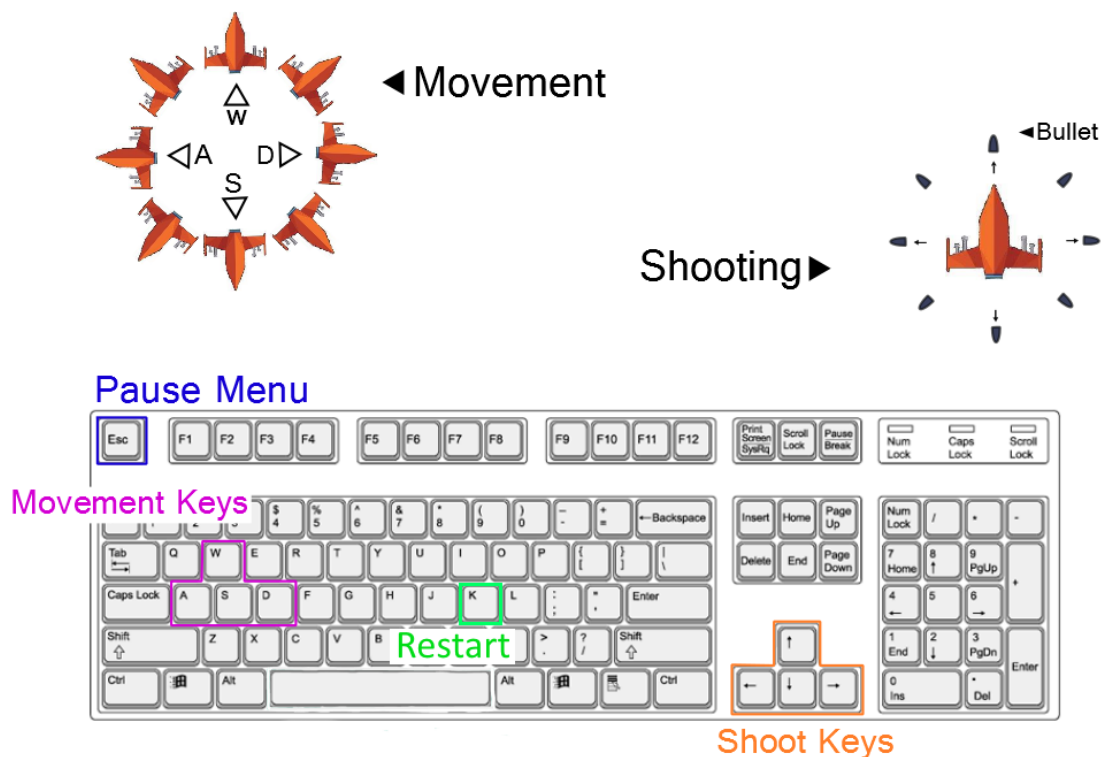 ◄Movement
W
A D
S
◄Bullet
Shooting►
Pause Menu
Esc F1 F2 F3 F4 F5 F6 F7 F8 F9 F10 F11 F12 Print Screen SysRq Scroll Lock Pause Break Num Lock Caps Lock Scroll Lock
Movement Keys
$ 4 % 5 ^ 6 & 7 * 8 ( 9 ) 0 – - + = ←Backspace Insert Home Page Up Num Lock / * -
Tab Q W E R T Y U I O P { [ } ] | \ Delete End Page Down 7 Home 8 ↑ 9 PgUp +
Caps Lock A S D F G H J K L : ; " ' Enter 4 ← 5 6 →
Shift Z X C V B > . ? / Shift ↑ 1 End 2 ↓ 3 PgDn Enter
Restart
Ctrl Alt Alt Ctrl ← ↓ → 0 Ins . Del
Shoot Keys